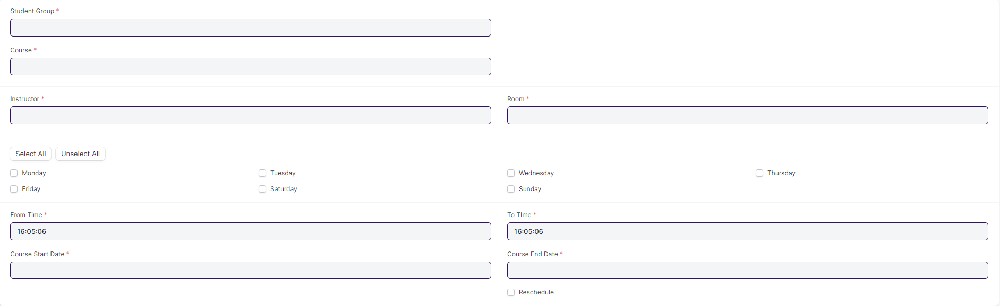 Student Group *
Course *
Instructor * Room *
Select All Unselect All
Monday Tuesday Wednesday Thursday
Friday Saturday Sunday
From Time * To TIme *
16:05:06 16:05:06
Course Start Date * Course End Date *
Reschedule